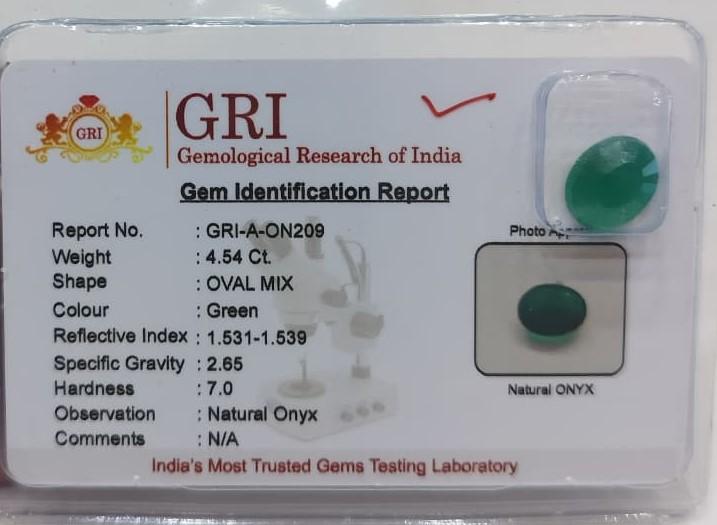 GRI
GRI
Gemological Research of India
Gem Identification Report
Report No. : GRI-A-ON209
Weight : 4.54 Ct.
Shape : OVAL MIX
Colour : Green
Reflective Index : 1.531-1.539
Specific Gravity : 2.65
Hardness : 7.0
Observation : Natural Onyx
Comments : N/A
Photo
Natural ONYX
India's Most Trusted Gems Testing Laboratory